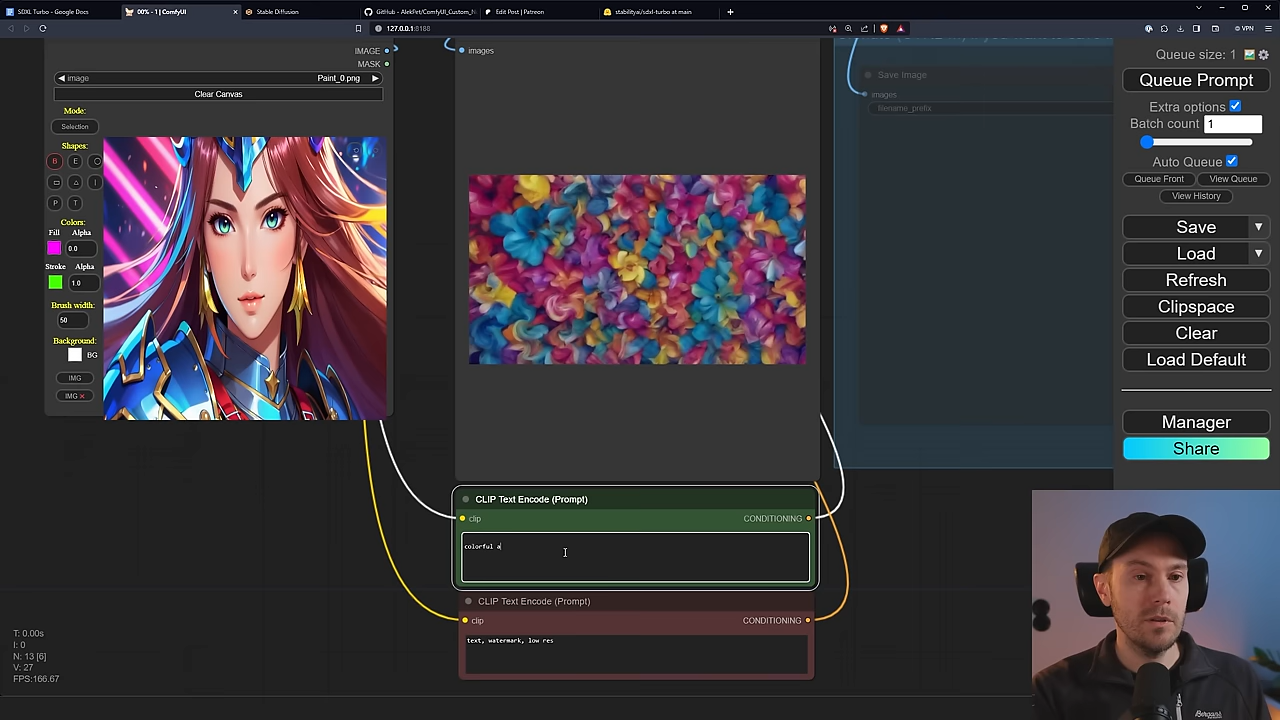 SDXL Turbo - Google Docs
00% - 1 | ComfyUI
Stable Diffusion
GitHub - AlekPet/ComfyUI_Custom_N
Edit Post | Patreon
stabilityai/sdxl-turbo at main
127.0.0.1:8188
VPN
IMAGE
MASK
image
Paint_0.png
Clear Canvas
Mode:
Selection
Shapes:
B
E
P
T
Colors:
Fill
Alpha
0.0
Stroke
Alpha
1.0
Brush width:
50
Background:
BG
IMG
IMG
images
Save Image
images
filename_prefix
CLIP Text Encode (Prompt)
clip
CONDITIONING
colorful a
CLIP Text Encode (Prompt)
clip
CONDITIONING
text, watermark, low res
T: 0.00s
I: 0
N: 13 [6]
V: 27
FPS:166.67
Queue size: 1
Queue Prompt
Extra options
Batch count
1
Auto Queue
Queue Front
View Queue
View History
Save
Load
Refresh
Clipspace
Clear
Load Default
Manager
Share
Bergans